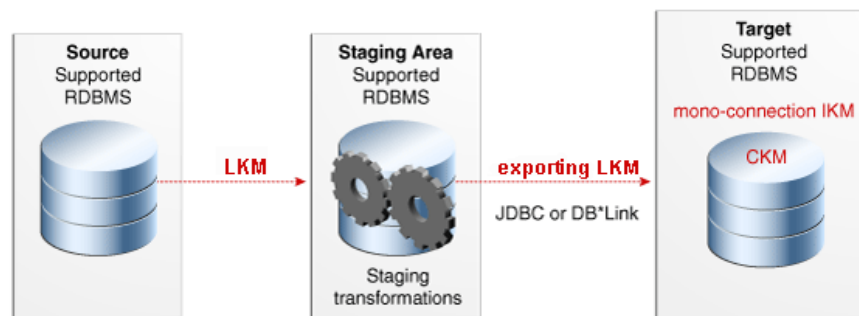 Source
Supported
RDBMS
LKM
Staging Area
Supported
RDBMS
Staging
transformations
exporting LKM
JDBC or DB*Link
Target
Supported
RDBMS
mono-connection IKM
CKM